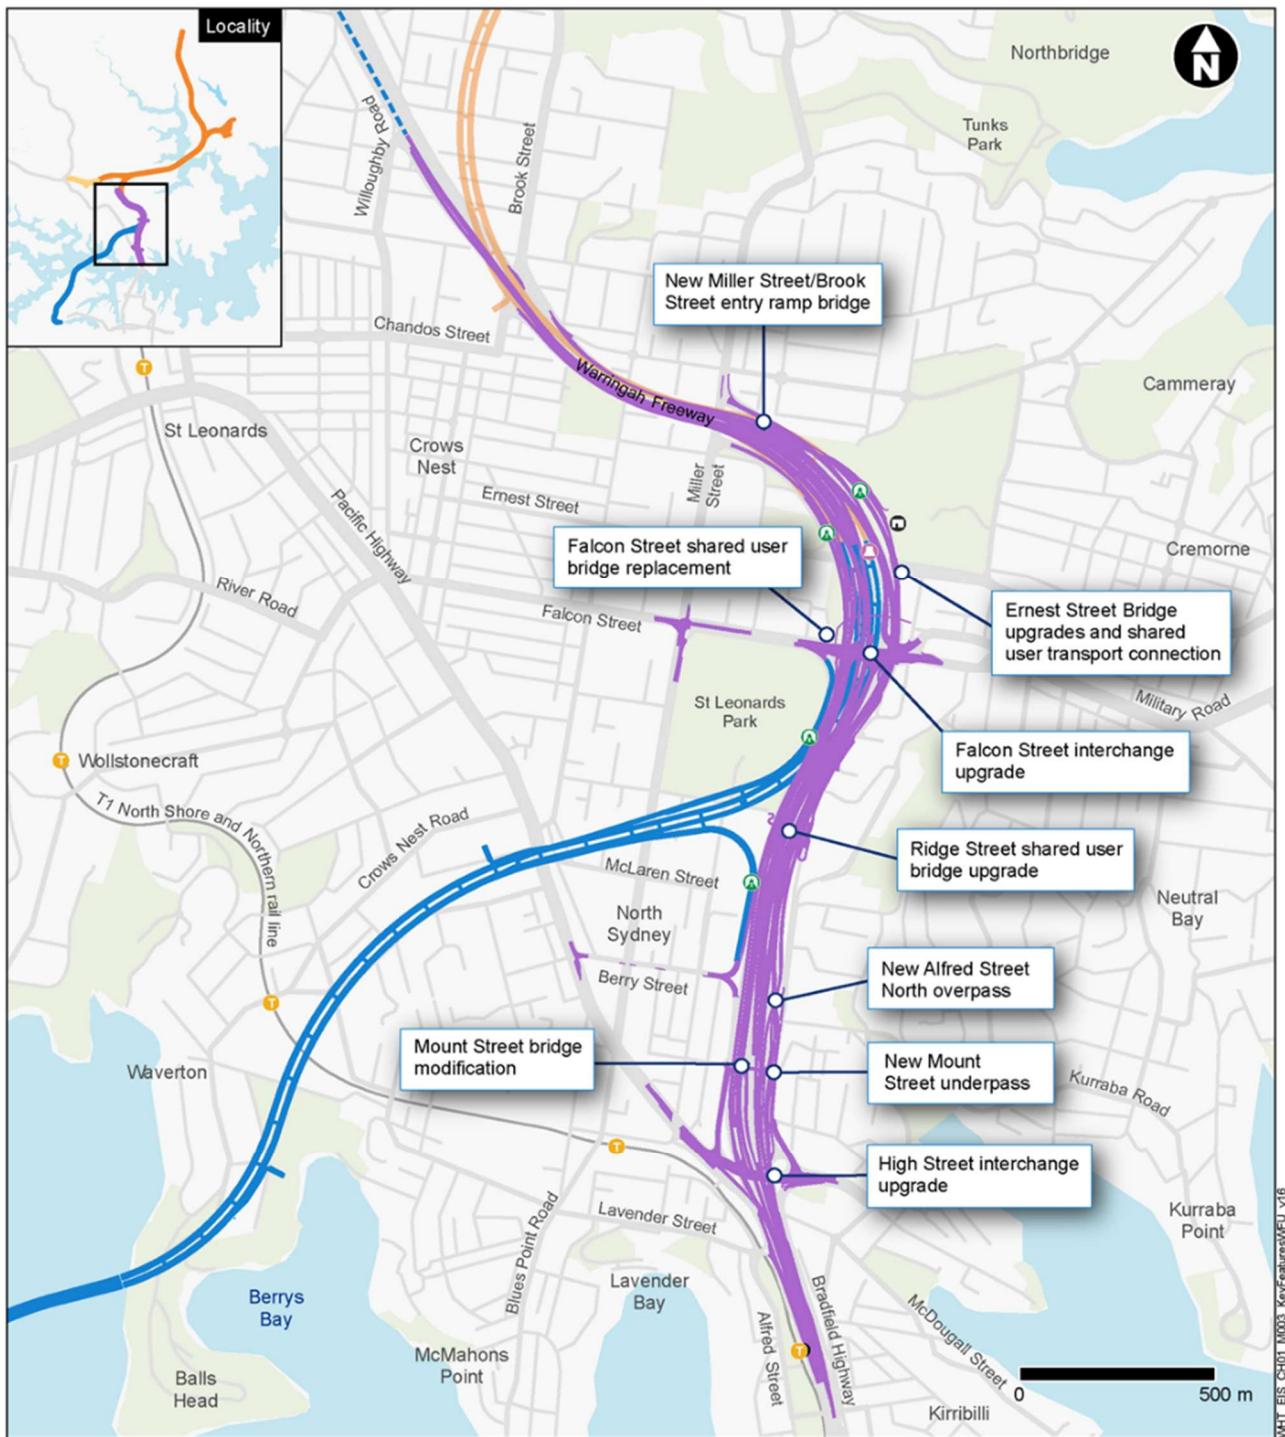 Locality
N
Northbridge
Tunks
Park
Willoughby Road
Brook Street
New Miller Street/Brook
Street entry ramp bridge
Chandos Street
Warringah Freeway
Cammeray
T
St Leonards
Crows
Nest
Miller
Street
Ernest Street
Pacific Highway
Falcon Street shared user
bridge replacement
Cremorne
River Road
Falcon Street
Ernest Street Bridge
upgrades and shared
user transport connection
St Leonards
Park
Military Road
Falcon Street interchange
upgrade
T
Wollstonecraft
T1 North Shore and Northern rail line
Crows Nest Road
Ridge Street shared user
bridge upgrade
McLaren Street
North
Sydney
Neutral
Bay
Berry Street
New Alfred Street
North overpass
T
Mount Street bridge
modification
New Mount
Street underpass
Waverton
Kurraba Road
T
High Street interchange
upgrade
Lavender Street
Blues Point Road
Kurraba
Point
Berrys
Bay
Lavender
Bay
Bradfield Highway
McDougall Street
Alfred Street
T
McMahons
Point
Balls
Head
Kirribilli
0
500 m
WHT_EIS_CH01_M003_KeyFeaturesWFU_v16